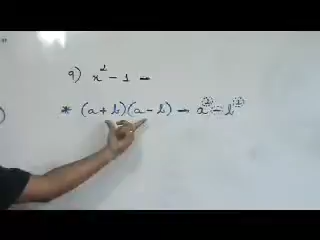 9) x² - 1 =
* (a + b)(a - b) → a² - b²